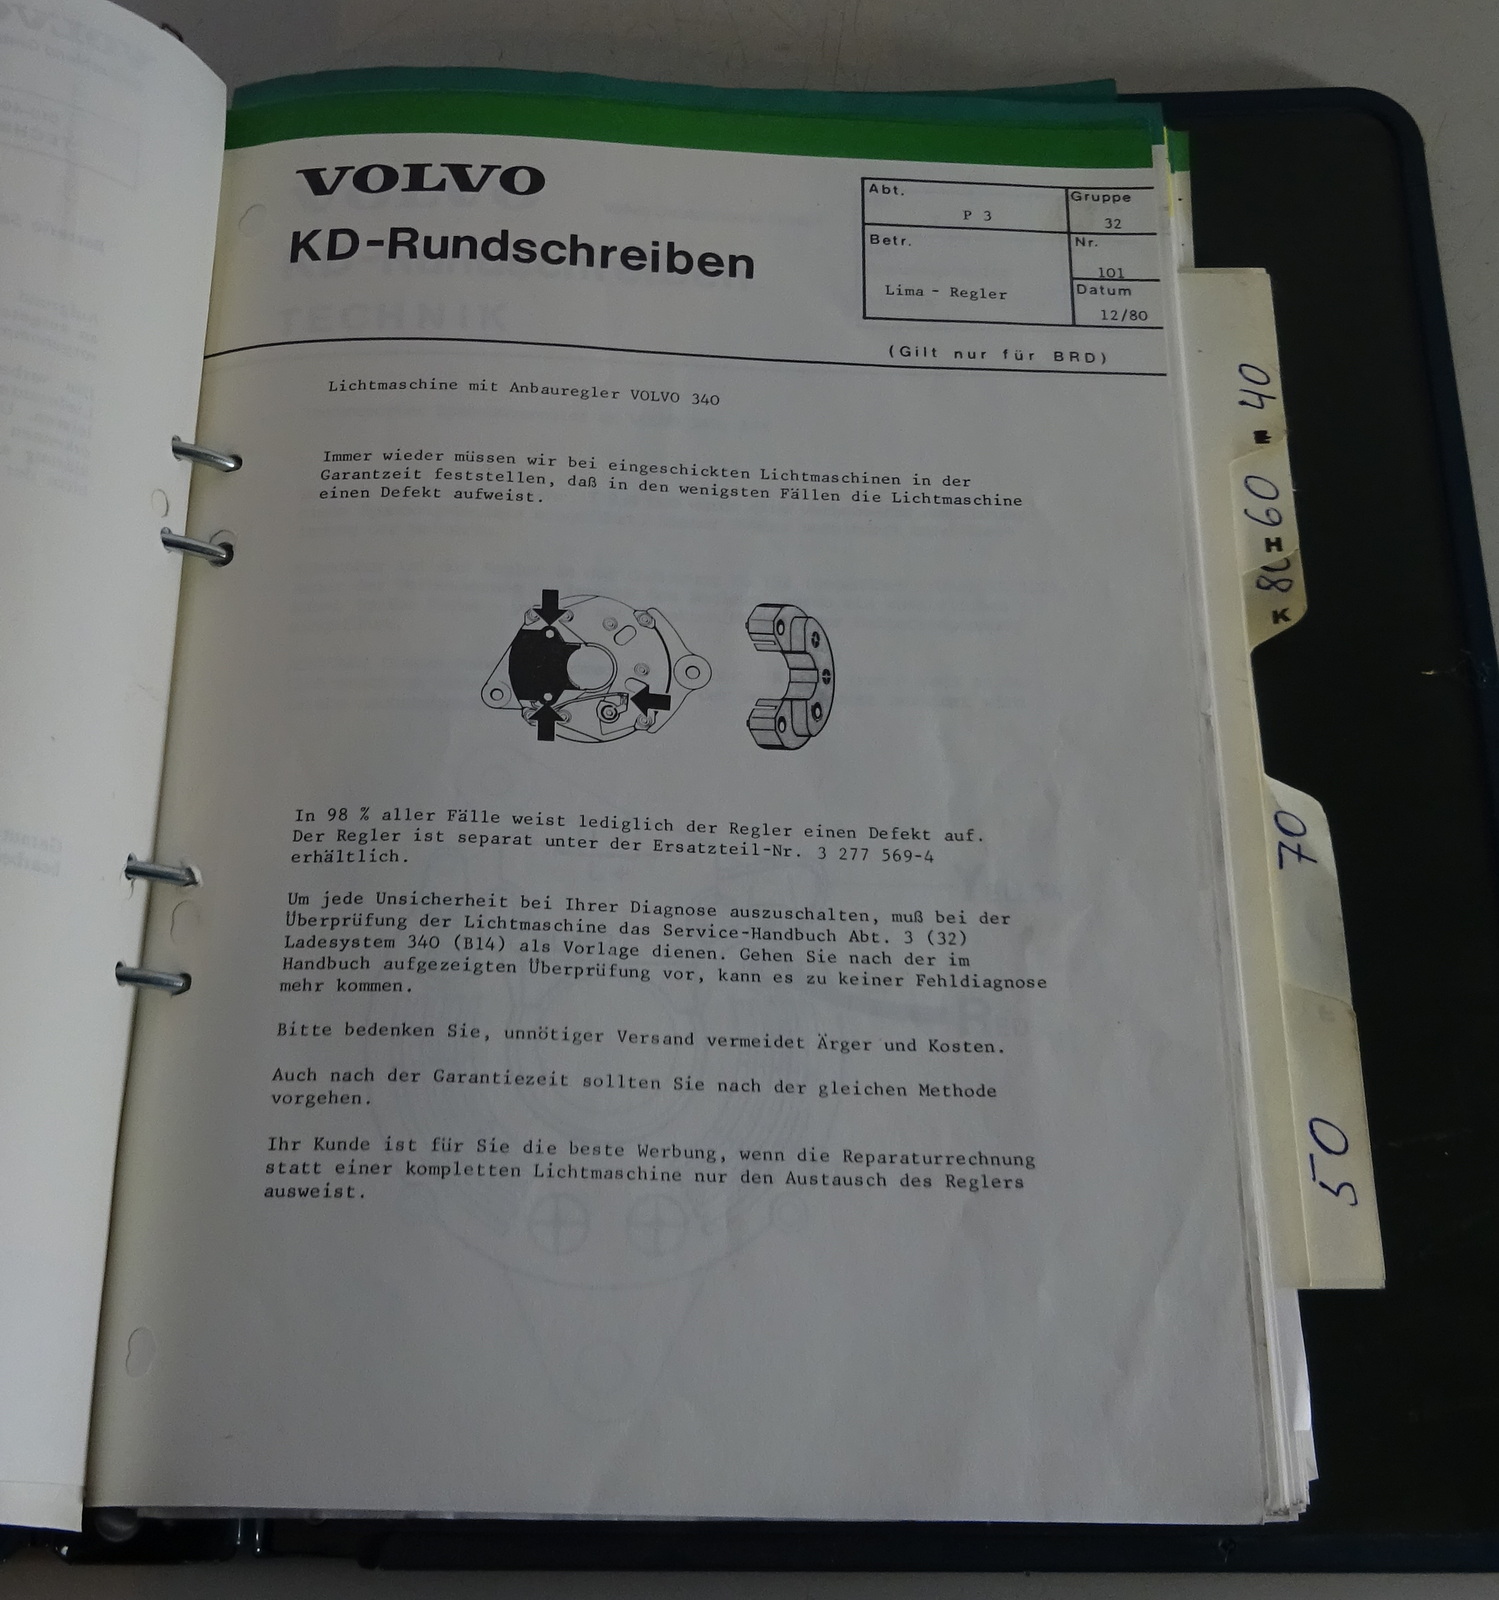 VOLVO
KD-Rundschreiben
Abt.
P 3
Gruppe
32
Betr.
Lima - Regler
Nr.
101
Datum
12/80
(Gilt nur für BRD)
TECHNIK
Lichtmaschine mit Anbauregler VOLVO 340
Immer wieder müssen wir bei eingeschickten Lichtmaschinen in der
Garantzeit feststellen, daß in den wenigsten Fällen die Lichtmaschine
einen Defekt aufweist.
In 98 % aller Fälle weist lediglich der Regler einen Defekt auf.
Der Regler ist separat unter der Ersatzteil-Nr. 3 277 569-4
erhältlich.
Um jede Unsicherheit bei Ihrer Diagnose auszuschalten, muß bei der
Überprüfung der Lichtmaschine das Service-Handbuch Abt. 3 (32)
Ladesystem 340 (B14) als Vorlage dienen. Gehen Sie nach der im
Handbuch aufgezeigten Überprüfung vor, kann es zu keiner Fehldiagnose
mehr kommen.
Bitte bedenken Sie, unnötiger Versand vermeidet Ärger und Kosten.
Auch nach der Garantiezeit sollten Sie nach der gleichen Methode
vorgehen.
Ihr Kunde ist für Sie die beste Werbung, wenn die Reparaturrechnung
statt einer kompletten Lichtmaschine nur den Austausch des Reglers
ausweist.
40
E
60
H
K
70
50